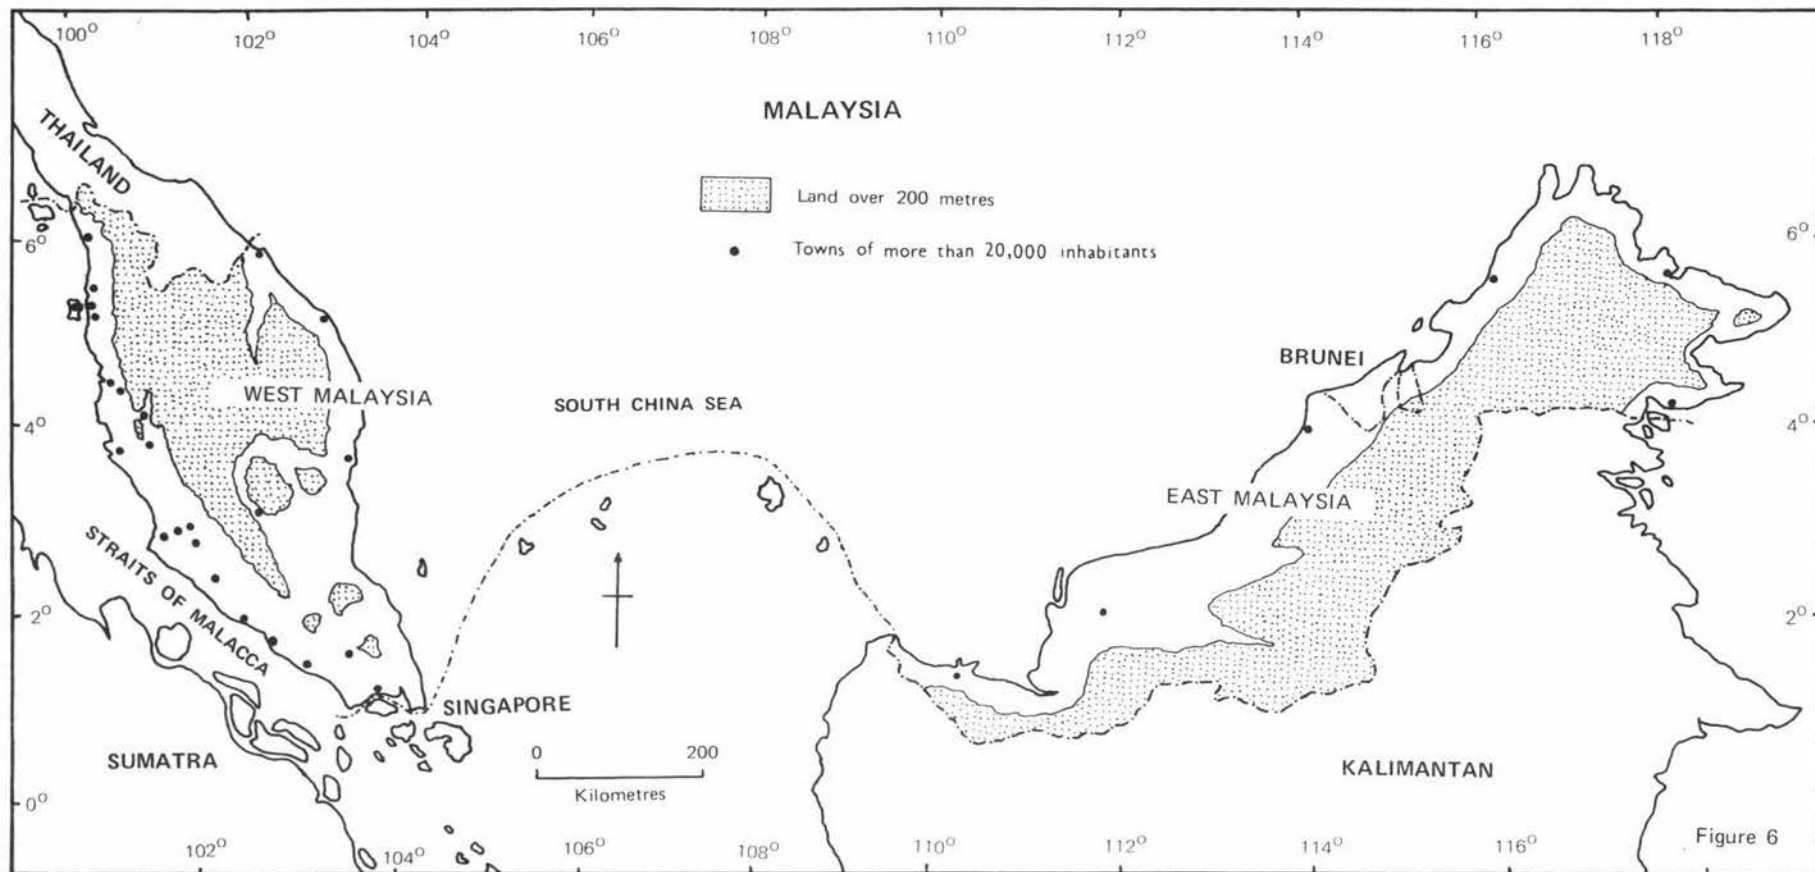 100° 102° 104° 106° 108° 110° 112° 114° 116° 118°
MALAYSIA
THAILAND
Land over 200 metres
6° 6°
Towns of more than 20,000 inhabitants
BRUNEI
WEST MALAYSIA
SOUTH CHINA SEA
4° 4°
EAST MALAYSIA
STRAITS OF MALACCA
2° 2°
SINGAPORE
SUMATRA
0 200
Kilometres
KALIMANTAN
0°
Figure 6
102° 104° 106° 108° 110° 112° 114° 116°